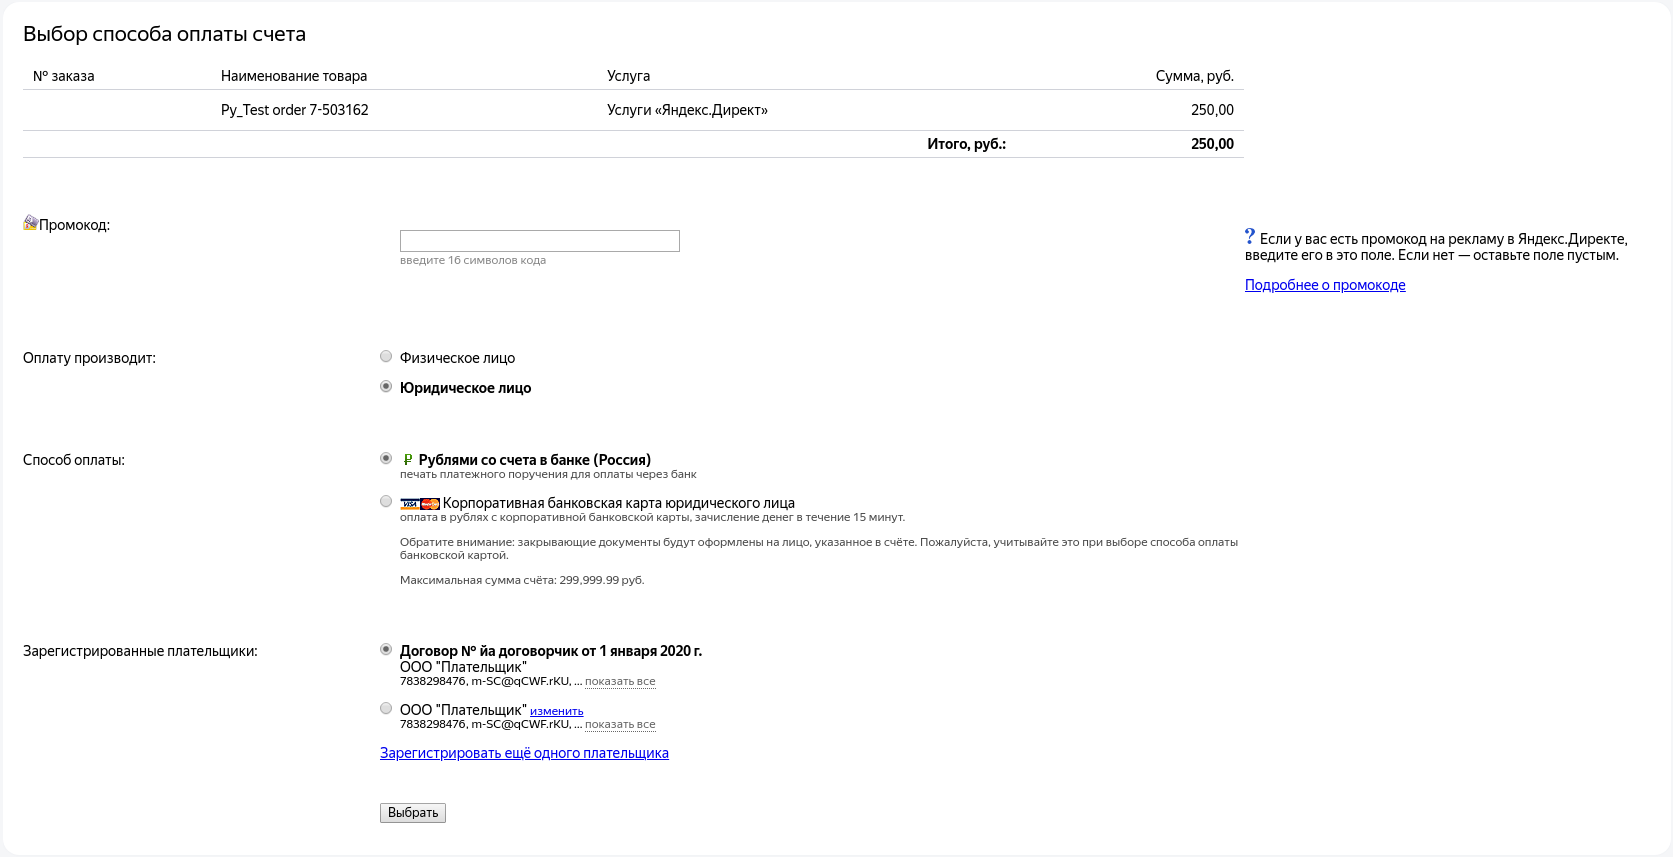 Выбор способа оплаты счета
№ заказа Наименование товара Услуга Сумма, руб.
Py_Test order 7-503162 Услуги «Яндекс.Директ» 250,00
Итого, руб.: 250,00
Промокод:
введите 16 символов кода
? Если у вас есть промокод на рекламу в Яндекс.Директе,
введите его в это поле. Если нет — оставьте поле пустым.
Подробнее о промокоде
Оплату производит:
Физическое лицо
Юридическое лицо
Способ оплаты:
₽ Рублями со счета в банке (Россия)
печать платежного поручения для оплаты через банк
VISA Корпоративная банковская карта юридического лица
оплата в рублях с корпоративной банковской карты, зачисление денег в течение 15 минут.
Обратите внимание: закрывающие документы будут оформлены на лицо, указанное в счёте. Пожалуйста, учитывайте это при выборе способа оплаты
банковской картой.
Максимальная сумма счёта: 299,999.99 руб.
Зарегистрированные плательщики:
Договор № йа договорчик от 1 января 2020 г.
ООО "Плательщик"
7838298476, m-SC@qCWF.rKU, ... показать все
ООО "Плательщик" изменить
7838298476, m-SC@qCWF.rKU, ... показать все
Зарегистрировать ещё одного плательщика
Выбрать